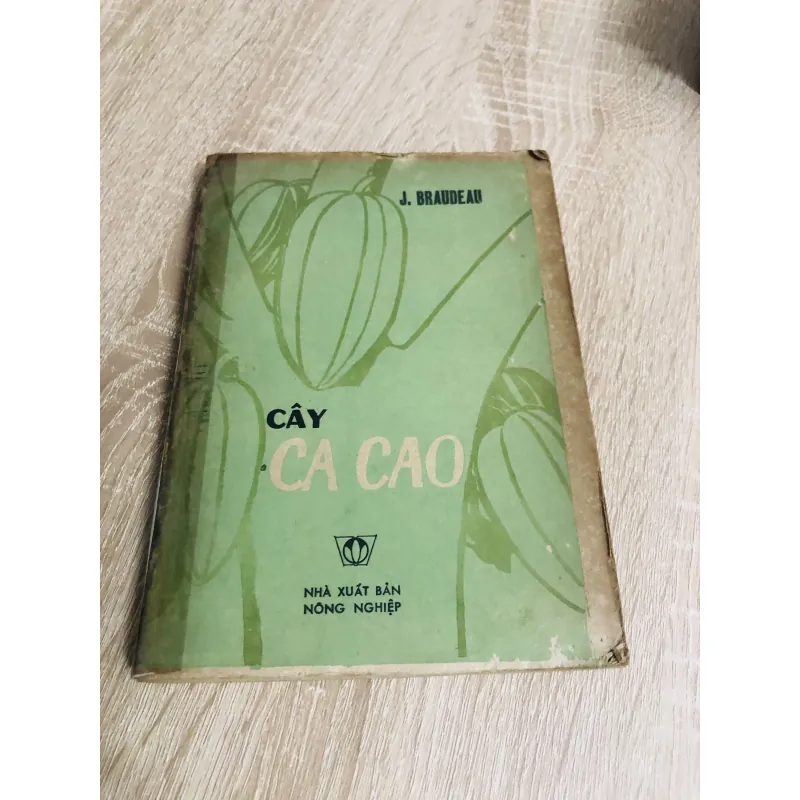 J. BRAUDEAU
CÂY
CA CAO
NHÀ XUẤT BẢN
NÔNG NGHIỆP